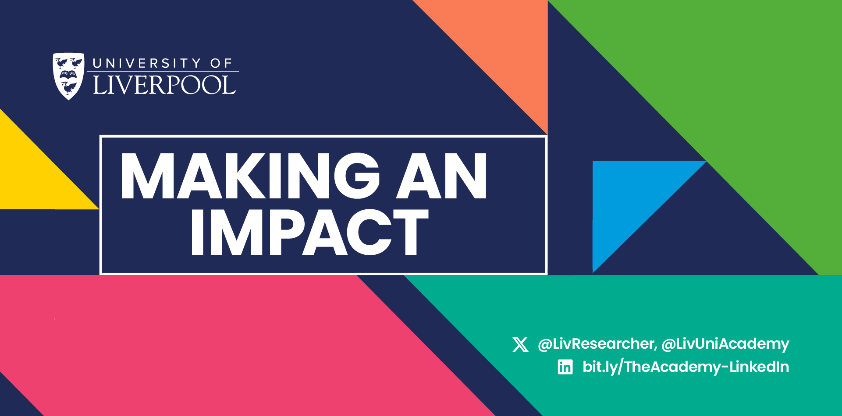 UNIVERSITY OF
LIVERPOOL
MAKING AN
IMPACT
@LivResearcher, @LivUniAcademy
bit.ly/TheAcademy-LinkedIn